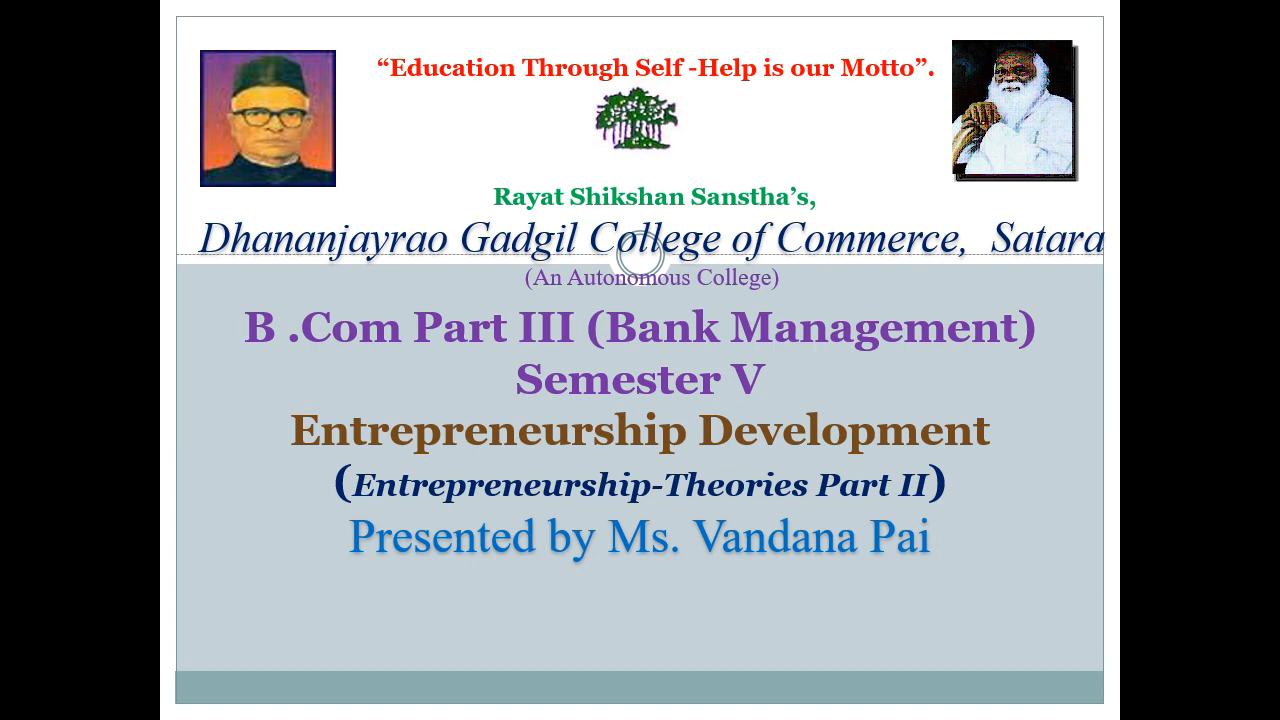 “Education Through Self -Help is our Motto”.
Rayat Shikshan Sanstha’s,
Dhananjayrao Gadgil College of Commerce, Satara
(An Autonomous College)
B .Com Part III (Bank Management)
Semester V
Entrepreneurship Development
(Entrepreneurship-Theories Part II)
Presented by Ms. Vandana Pai